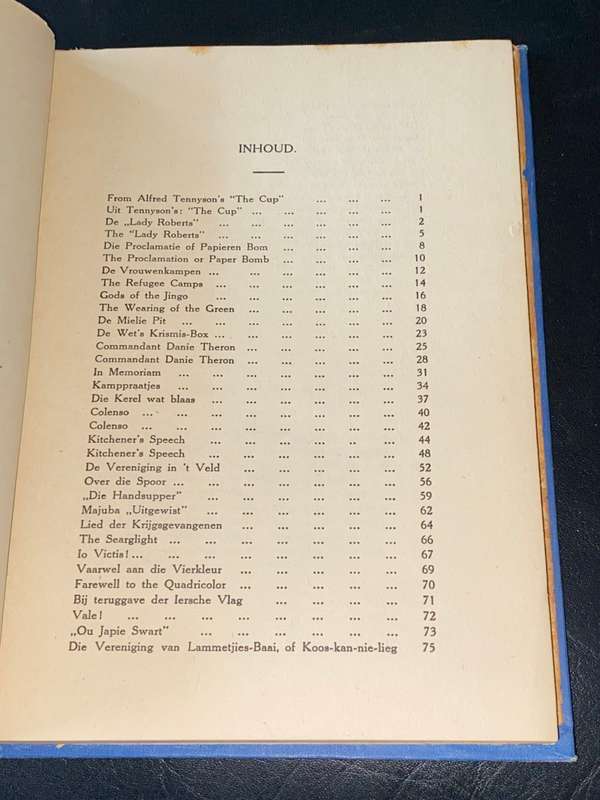 INHOUD.
From Alfred Tennyson's "The Cup" ... ... ... 1
Uit Tennyson's: "The Cup" ... ... ... ... 1
De „Lady Roberts" ... ... ... ... ... 2
The "Lady Roberts" ... ... ... ... ... 5
Die Proclamatie of Papieren Bom ... ... ... ... 8
The Proclamation or Paper Bomb ... ... ... ... 10
De Vrouwenkampen ... ... ... ... ... ... 12
The Refugee Camps ... ... ... ... ... 14
Gods of the Jingo ... ... ... ... ... 16
The Wearing of the Green ... ... ... ... 18
De Mielie Pit ... ... ... ... ... ... 20
De Wet's Krismis-Box ... ... ... ... ... 23
Commandant Danie Theron ... ... ... ... 25
Commandant Danie Theron ... ... ... ... 28
In Memoriam ... ... ... ... ... ... 31
Kamppraatjes ... ... ... ... ... ... 34
Die Kerel wat blaas ... ... ... ... ... 37
Colenso ... ... ... ... ... ... ... 40
Colenso ... ... ... ... ... ... ... 42
Kitchener's Speech ... ... ... .. ... 44
Kitchener's Speech ... ... ... ... ... 48
De Vereniging in 't Veld ... ... ... ... 52
Over die Spoor ... ... ... ... ... ... 56
„Die Handsupper" ... ... ... ... ... 59
Majuba „Uitgewist" ... ... ... ... ... 62
Lied der Krijgsgevangenen ... ... ... ... 64
The Searglight ... ... ... ... ... ... 66
Io Victis! ... ... ... ... ... ... ... 67
Vaarwel aan die Vierkleur ... ... ... ... 69
Farewell to the Quadricolor ... ... ... ... ... 70
Bij teruggave der Iersche Vlag ... ... ... ... 71
Vale! ... ... ... ... ... ... ... ... 72
„Ou Japie Swart" ... ... ... ... ... ... 73
Die Vereniging van Lammetjies-Baai, of Koos-kan-nie-lieg 75